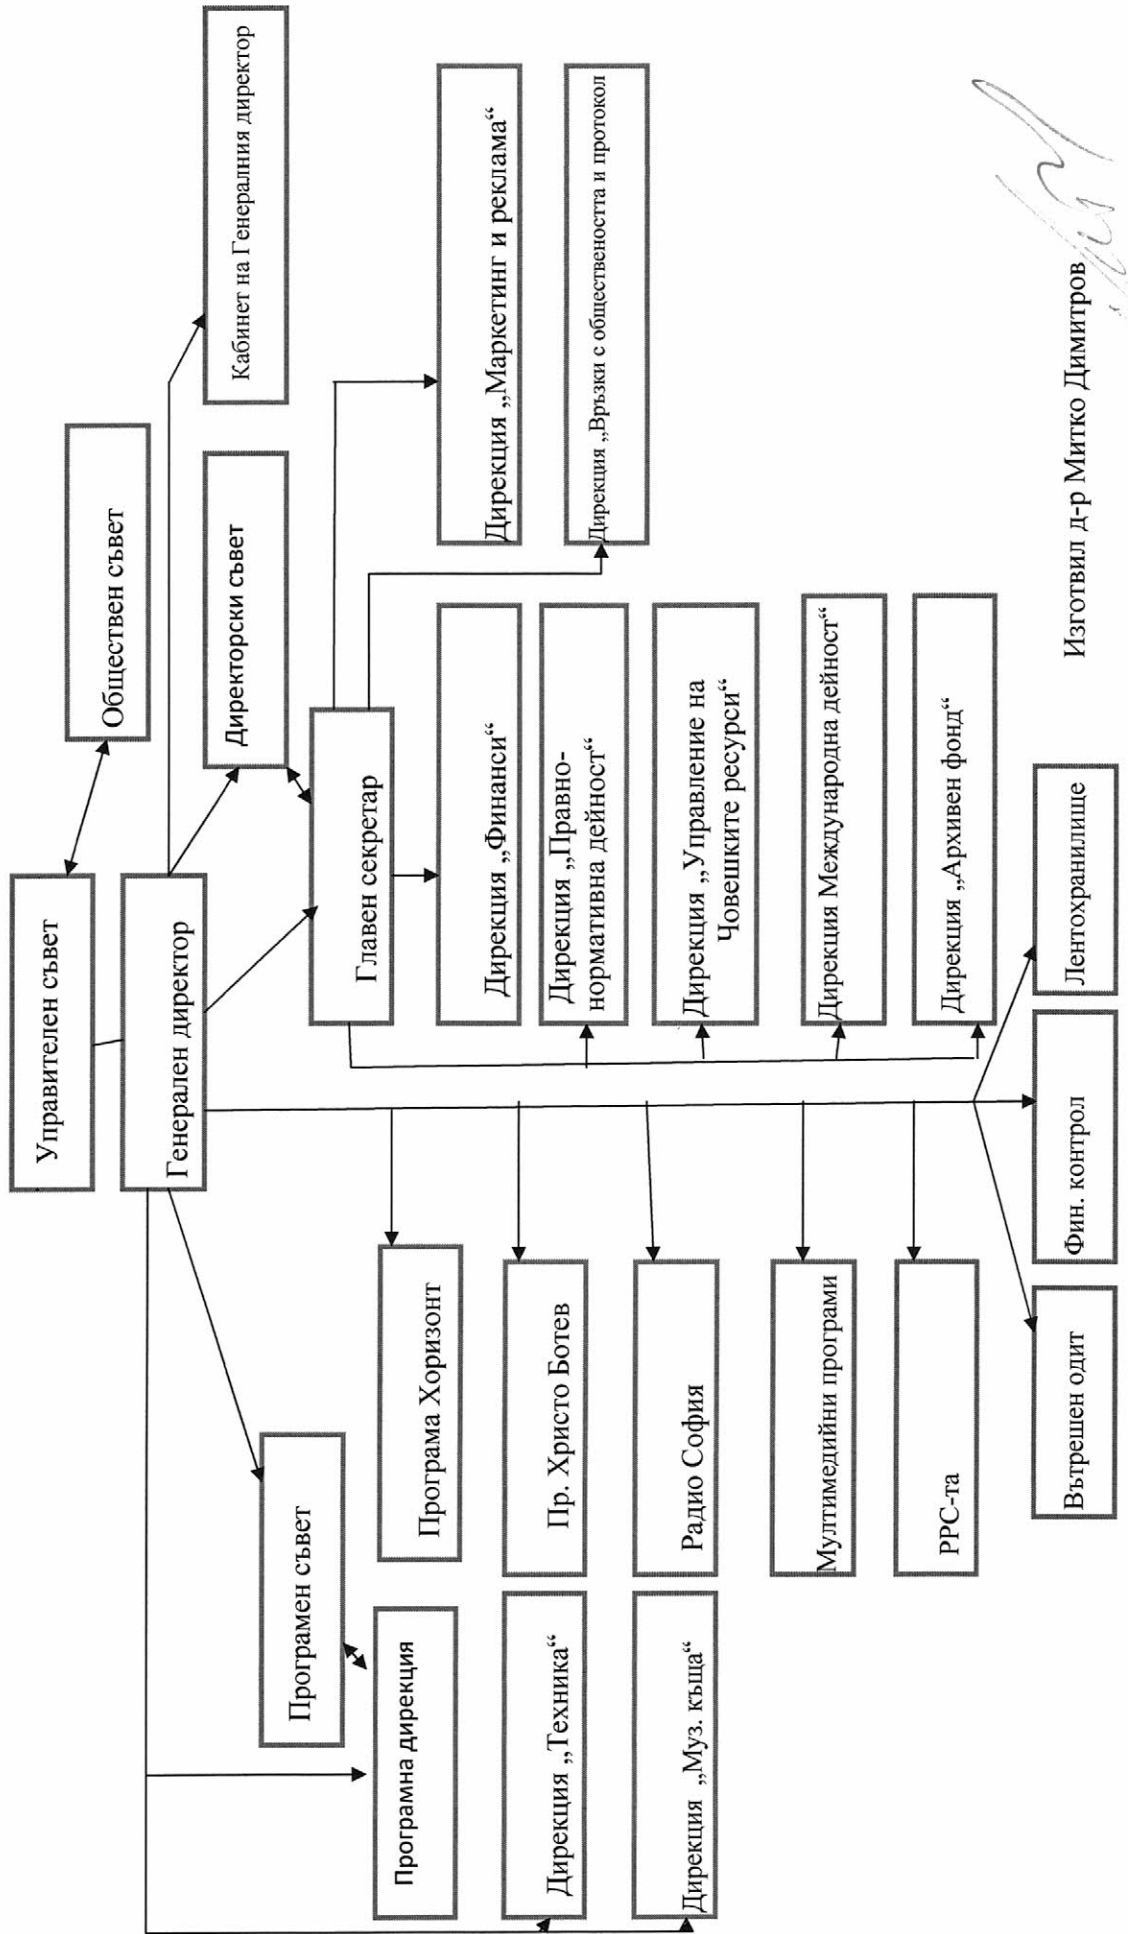 Управителен съвет
Обществен съвет
Генерален директор
Кабинет на Генералния директор
Директорски съвет
Програмен съвет
Главен секретар
Програмна дирекция
Програма Хоризонт
Дирекция „Финанси“
Дирекция „Маркетинг и реклама“
Дирекция „Техника“
Пр. Христо Ботев
Дирекция „Правно-
нормативна дейност“
Дирекция „Връзки с обществеността и протокол
Дирекция „Муз. къща“
Радио София
Дирекция „Управление на
Човешките ресурси“
Мултимедийни програми
Дирекция Международна дейност“
РРС-та
Дирекция „Архивен фонд“
Вътрешен одит
Фин. контрол
Лентохранилище
Изготвил д-р Митко Димитров